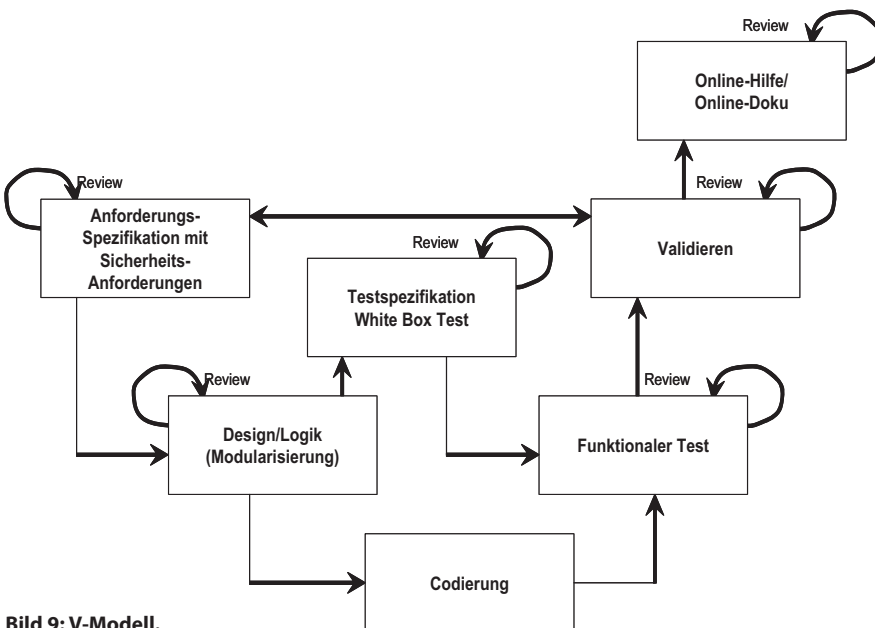 Review
Online-Hilfe/
Online-Doku
Review
Review
Anforderungs-
Spezifikation mit
Sicherheits-
Anforderungen
Validieren
Review
Testspezifikation
White Box Test
Review
Review
Design/Logik
(Modularisierung)
Funktionaler Test
Codierung
Bild 9: V-Modell.